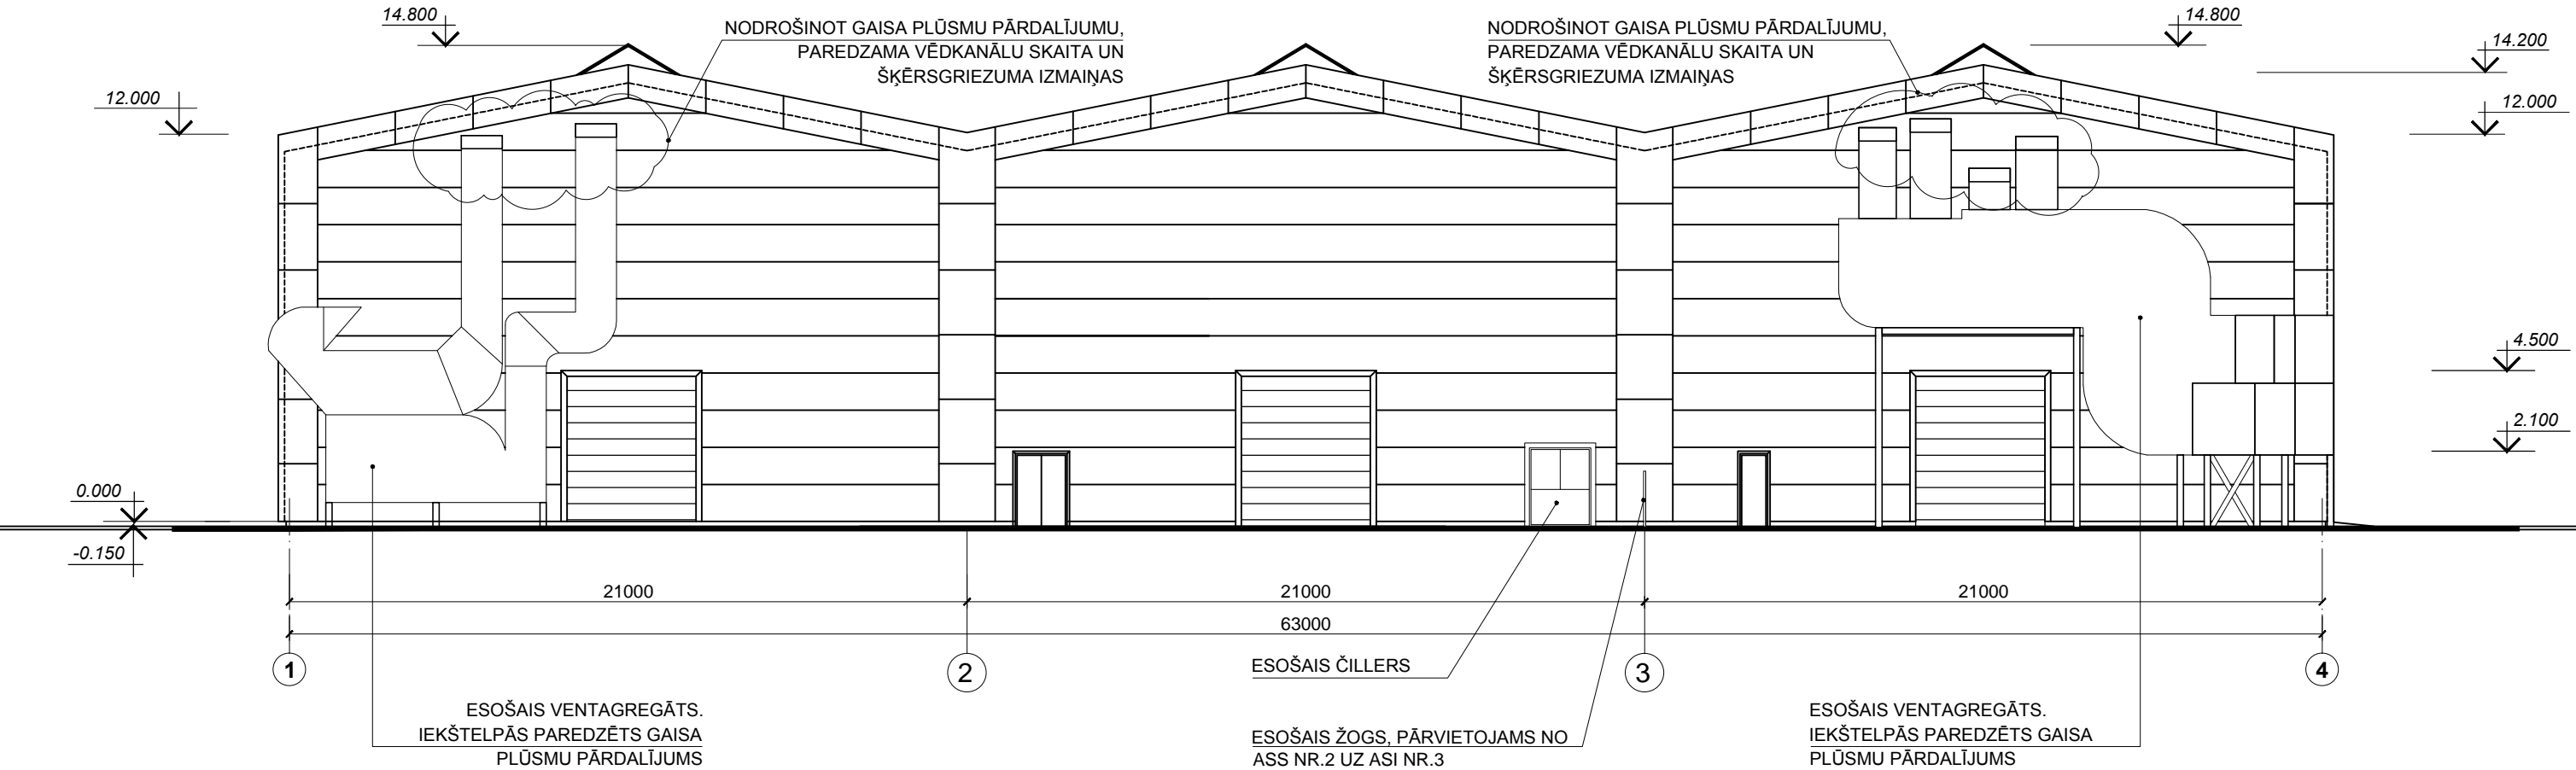 14.800
NODROŠINOT GAISA PLŪSMU PĀRDALĪJUMU,
PAREDZAMA VĒDKANĀLU SKAITA UN
ŠĶĒRSGRIEZUMA IZMAIŅAS
NODROŠINOT GAISA PLŪSMU PĀRDALĪJUMU,
PAREDZAMA VĒDKANĀLU SKAITA UN
ŠĶĒRSGRIEZUMA IZMAIŅAS
14.800
14.200
12.000
12.000
4.500
2.100
0.000
-0.150
21000
21000
21000
63000
1
2
3
4
ESOŠAIS ČILLERS
ESOŠAIS VENTAGREGĀTS.
IEKŠTELPĀS PAREDZĒTS GAISA
PLŪSMU PĀRDALĪJUMS
ESOŠAIS ŽOGS, PĀRVIETOJAMS NO
ASS NR.2 UZ ASI NR.3
ESOŠAIS VENTAGREGĀTS.
IEKŠTELPĀS PAREDZĒTS GAISA
PLŪSMU PĀRDALĪJUMS